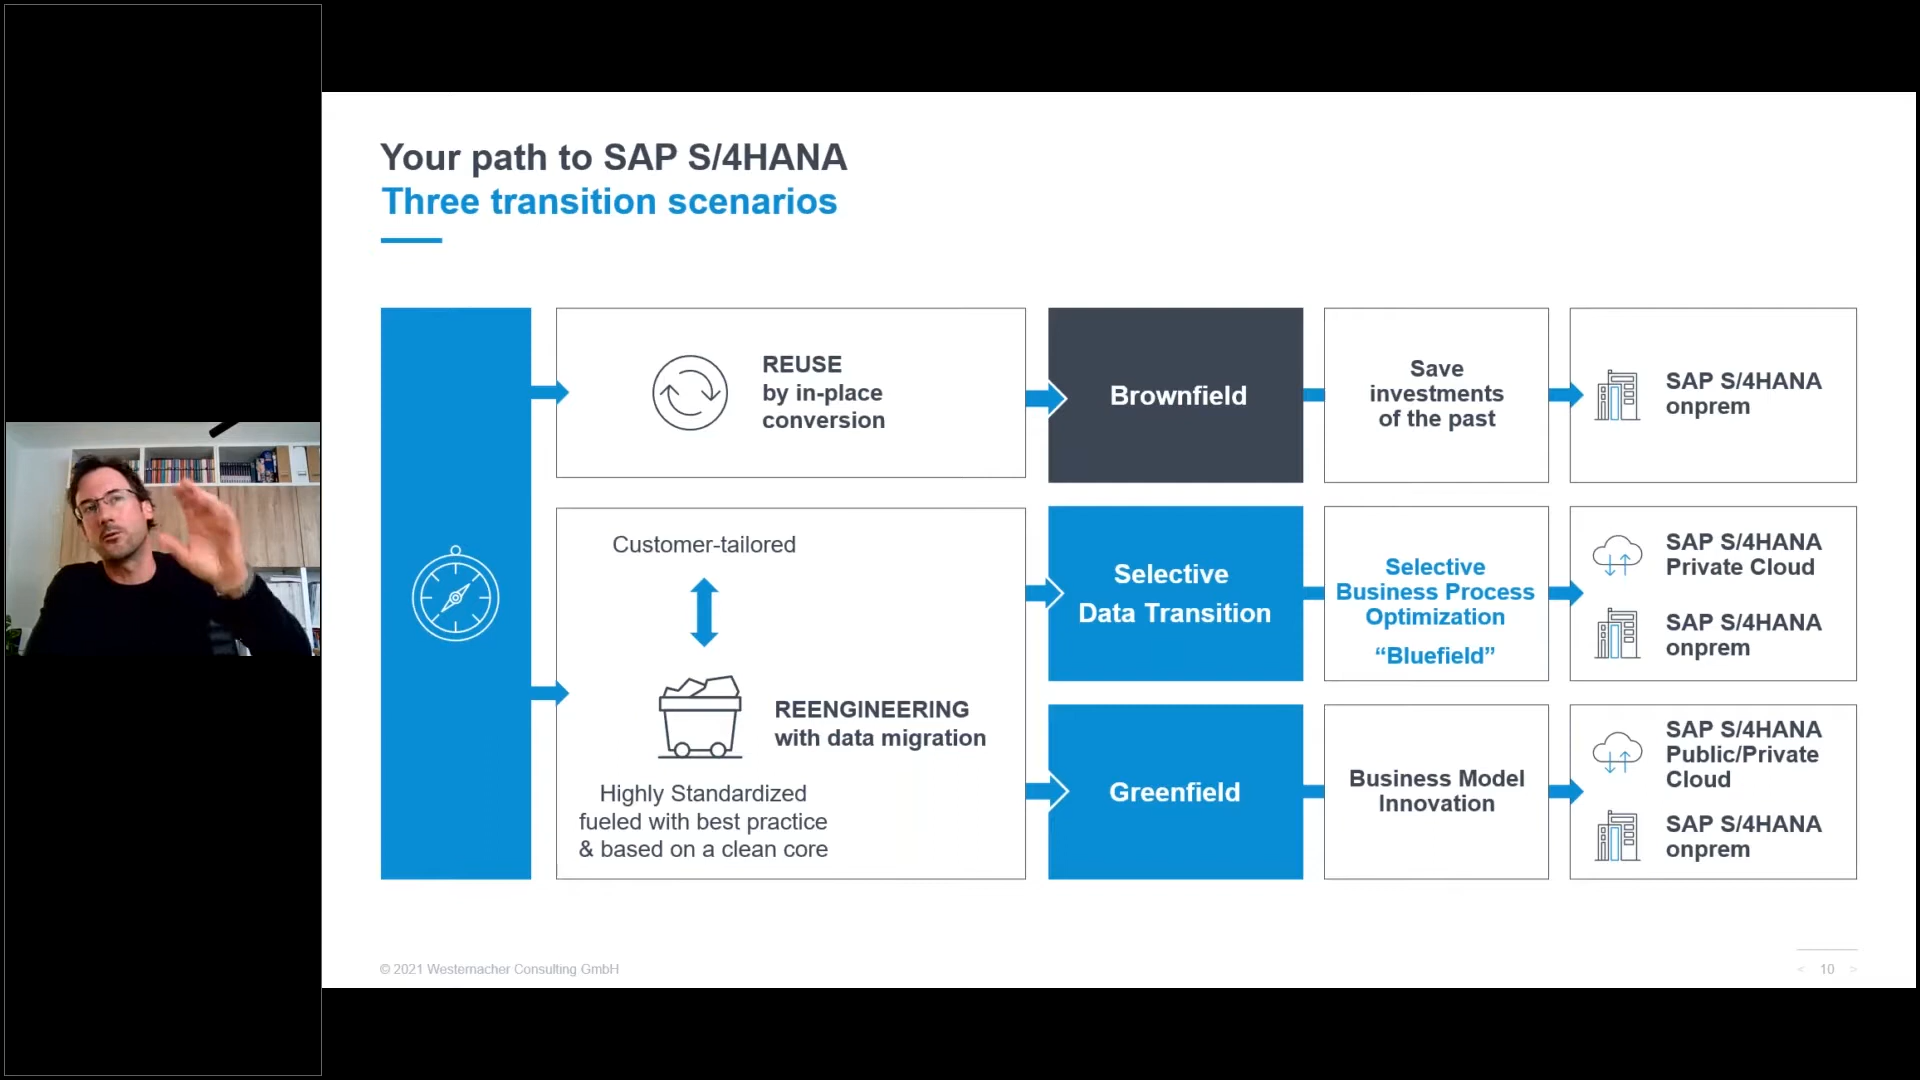 Your path to SAP S/4HANA
Three transition scenarios
REUSE
by in-place
conversion
Brownfield
Save
investments
of the past
SAP S/4HANA
onprem
Customer-tailored
REENGINEERING
with data migration
Highly Standardized
fueled with best practice
& based on a clean core
Selective
Data Transition
Selective
Business Process
Optimization
“Bluefield”
SAP S/4HANA
Private Cloud
SAP S/4HANA
onprem
Greenfield
Business Model
Innovation
SAP S/4HANA
Public/Private
Cloud
SAP S/4HANA
onprem
© 2021 Westernacher Consulting GmbH
< 10 >